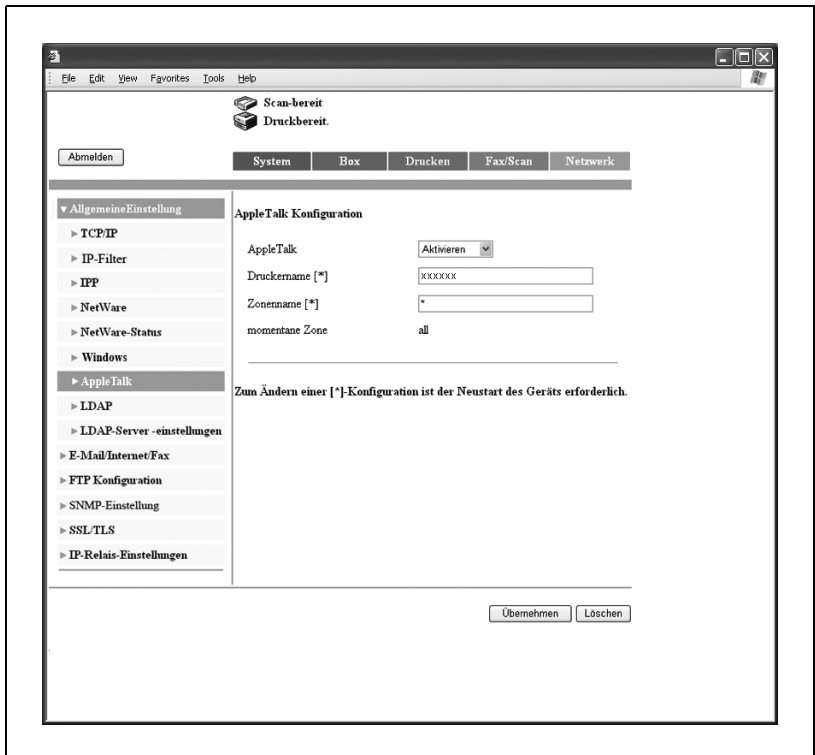 File Edit View Favorites Tools Help
Scan-bereit
Druckbereit.
Abmelden
System Box Drucken Fax/Scan Netzwerk
▼ AllgemeineEinstellung
▶ TCP/IP
▶ IP-Filter
▶ IPP
▶ NetWare
▶ NetWare-Status
▶ Windows
▶ AppleTalk
▶ LDAP
▶ LDAP-Server -einstellungen
▶ E-Mail/Internet/Fax
▶ FTP Konfiguration
▶ SNMP-Einstellung
▶ SSL/TLS
▶ IP-Relais-Einstellungen
AppleTalk Konfiguration
AppleTalk Aktivieren
Druckername [*] xxxxxx
Zonenname [*] *
momentane Zone all
Zum Ändern einer [*]-Konfiguration ist der Neustart des Geräts erforderlich.
Übernehmen Löschen